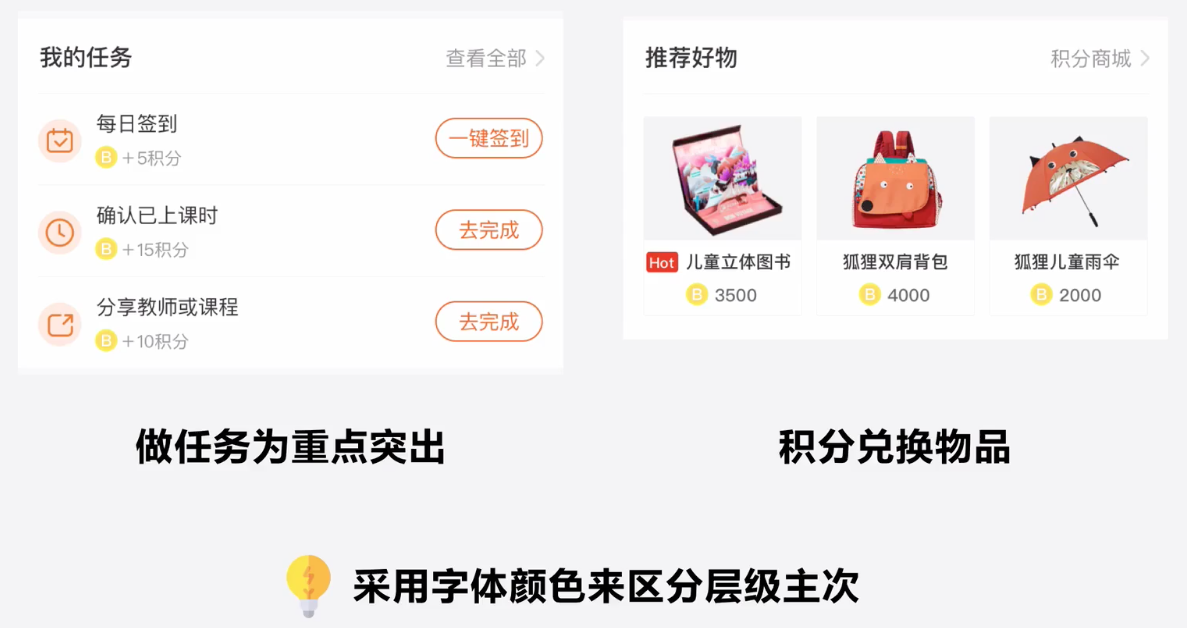 我的任务
查看全部
每日签到
B +5积分
一键签到
确认已上课时
B +15积分
去完成
分享教师或课程
B +10积分
去完成
做任务为重点突出
推荐好物
积分商城
Hot 儿童立体图书
B 3500
狐狸双肩背包
B 4000
狐狸儿童雨伞
B 2000
积分兑换物品
采用字体颜色来区分层级主次